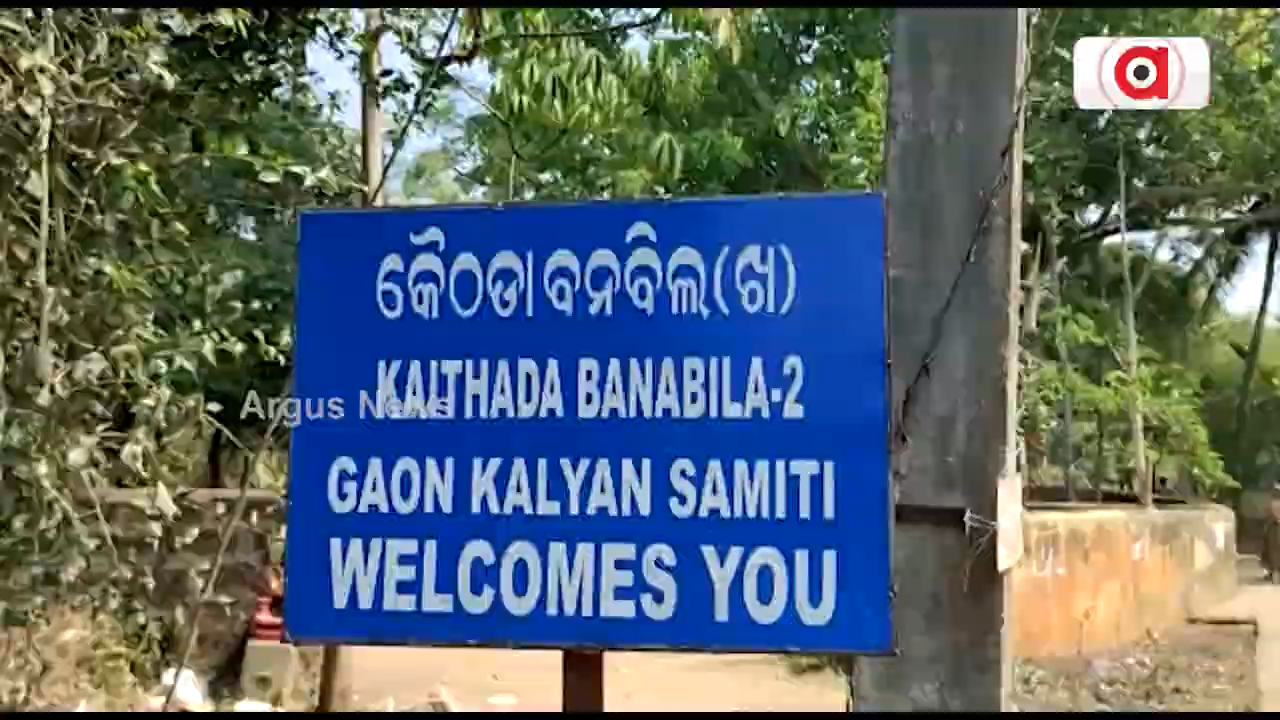 କୈଠଡା ବନବିଲ(ଖ)
KAITHADA BANABILA-2
Argus News
GAON KALYAN SAMITI
WELCOMES YOU